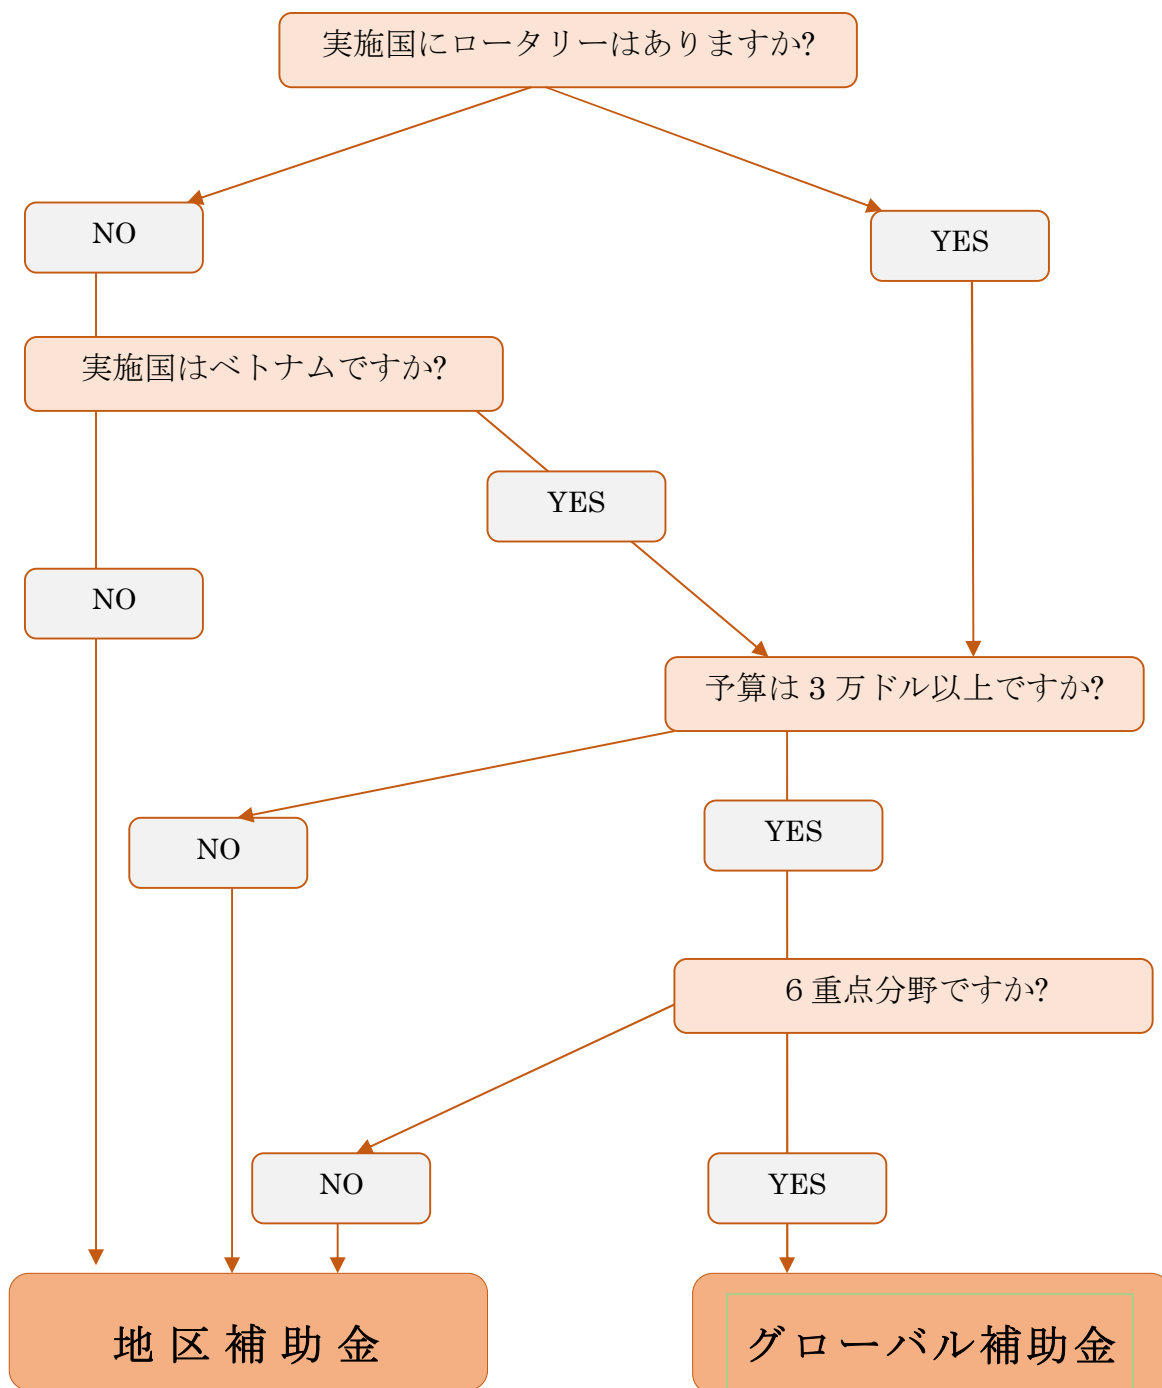 実施国にロータリーはありますか?
NO
YES
実施国はベトナムですか?
YES
NO
予算は 3 万ドル以上ですか?
NO
YES
６重点分野ですか?
NO
YES
地 区 補 助 金
グローバル補助金